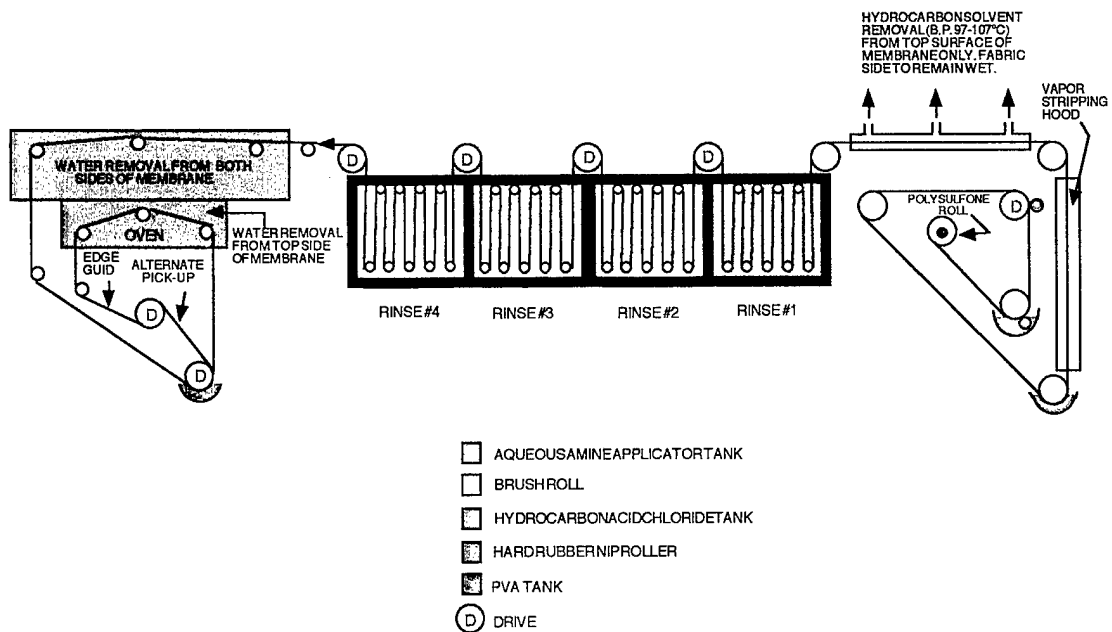 HYDROCARBONSOLVENT
REMOVAL(B.P.97-107°C)
FROM TOP SURFACE OF
MEMBRANEONLY. FABRIC
SIDETO REMAIN WET.
VAPOR
STRIPPING
HOOD
D
D
D
D
WATER REMOVAL FROM BOTH
SIDES OF MEMBRANE
POLYSULFONE
ROLL
D
OVEN
WATER REMOVAL
FROM TOP SIDE
OF MEMBRANE
EDGE
GUID
ALTERNATE
PICK-UP
D
D
RINSE#4
RINSE#3
RINSE#2
RINSE#1
AQUEOUSAMINEAPPLICATORTANK
BRUSHROLL
HYDROCARBONACIDCHLORIDETANK
HARDRUBBERNIPROLLER
PVA TANK
D DRIVE